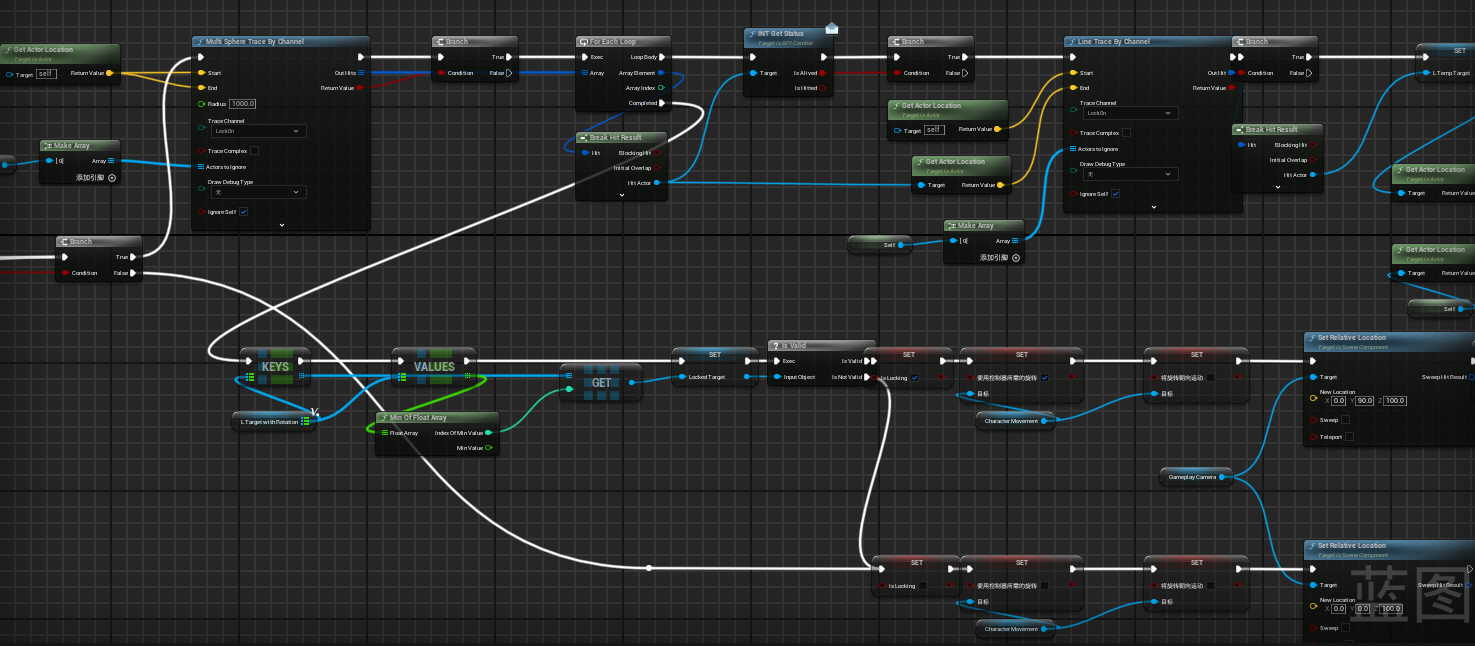 Get Actor Location
Target is Actor
Target self Return Value
Multi Sphere Trace By Channel
Start Out Hits
End Return Value
Radius 1000.0
Trace Channel
LockOn
Trace Complex
Actors to Ignore
Draw Debug Type
无
Ignore Self
Make Array
[0] Array
添加引脚
Branch
True
Condition False
For Each Loop
Exec Loop Body
Array Array Element
Array Index
Completed
Break Hit Result
Hit Blocking Hit
Initial Overlap
Hit Actor
INT Get Status
Target Is Alived
Is Hitted
Branch
True
Condition False
Get Actor Location
Target is Actor
Target self Return Value
Get Actor Location
Target is Actor
Target Return Value
Self
Make Array
[0] Array
添加引脚
Line Trace By Channel
Start Out Hit
End Return Value
Trace Channel
LockOn
Trace Complex
Actors to Ignore
Draw Debug Type
无
Ignore Self
Branch
True
Condition False
Break Hit Result
Hit Blocking Hit
Initial Overlap
Hit Actor
SET
L Temp Target
Get Actor Location
Target is Actor
Target Return Value
Get Actor Location
Target is Actor
Target Return Value
Self
Branch
True
Condition False
KEYS
VALUES
L Target with Rotation
Min Of Float Array
Float Array Index Of Min Value
Min Value
GET
SET
Locked Target
Is Valid
Exec Is Valid
Input Object Is Not Valid
SET
Is Locking
SET
使用控制器所需的旋转
目标
Character Movement
SET
将旋转朝向运动
目标
Set Relative Location
Target is Scene Component
Target Sweep Hit Result
New Location
X 0.0 Y 90.0 Z 100.0
Sweep
Teleport
Gameplay Camera
SET
Is Locking
SET
使用控制器所需的旋转
目标
Character Movement
SET
将旋转朝向运动
目标
Set Relative Location
Target is Scene Component
Target Sweep Hit Result
New Location
X 0.0 Y 0.0 Z 100.0
Sweep
蓝图